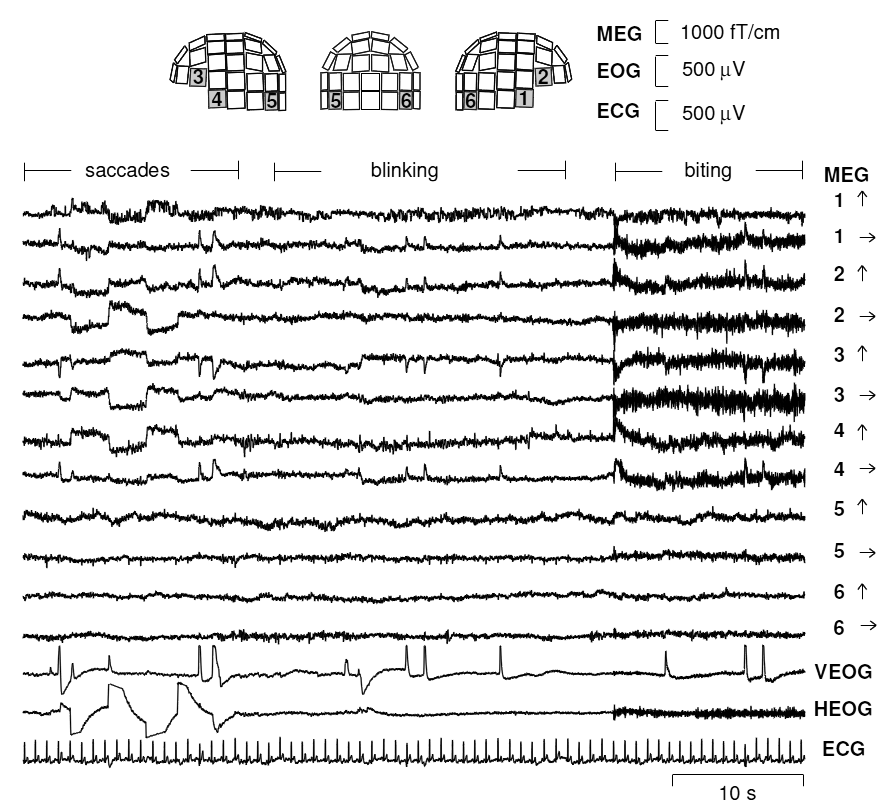 MEG 1000 fT/cm
EOG 500 μV
ECG 500 μV
3 4 5 5 6 6 1 2
saccades blinking biting
MEG
1 ↑
1 →
2 ↑
2 →
3 ↑
3 →
4 ↑
4 →
5 ↑
5 →
6 ↑
6 →
VEOG
HEOG
ECG
10 s